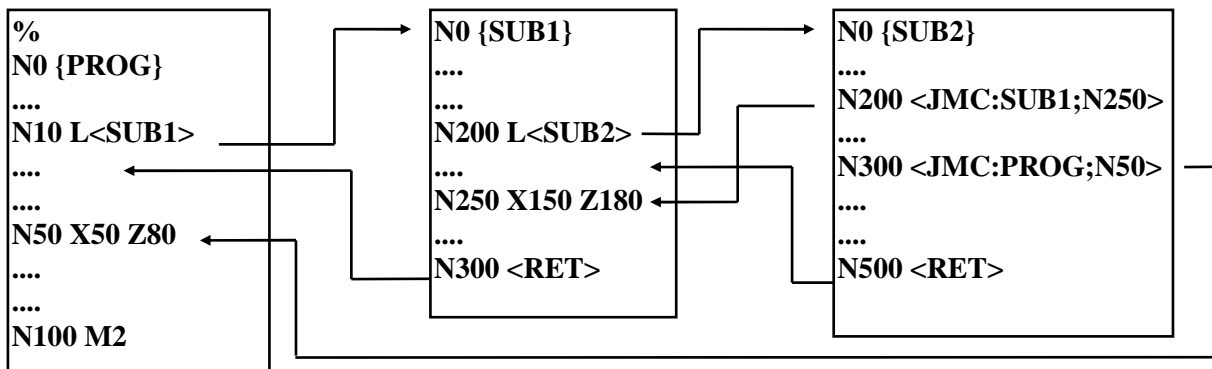 %
N0 {PROG}
....
N10 L<SUB1>
....
....
N50 X50 Z80
....
....
N100 M2
N0 {SUB1}
....
....
N200 L<SUB2>
....
N250 X150 Z180
....
N300 <RET>
N0 {SUB2}
....
N200 <JMC:SUB1;N250>
....
N300 <JMC:PROG;N50>
....
....
N500 <RET>